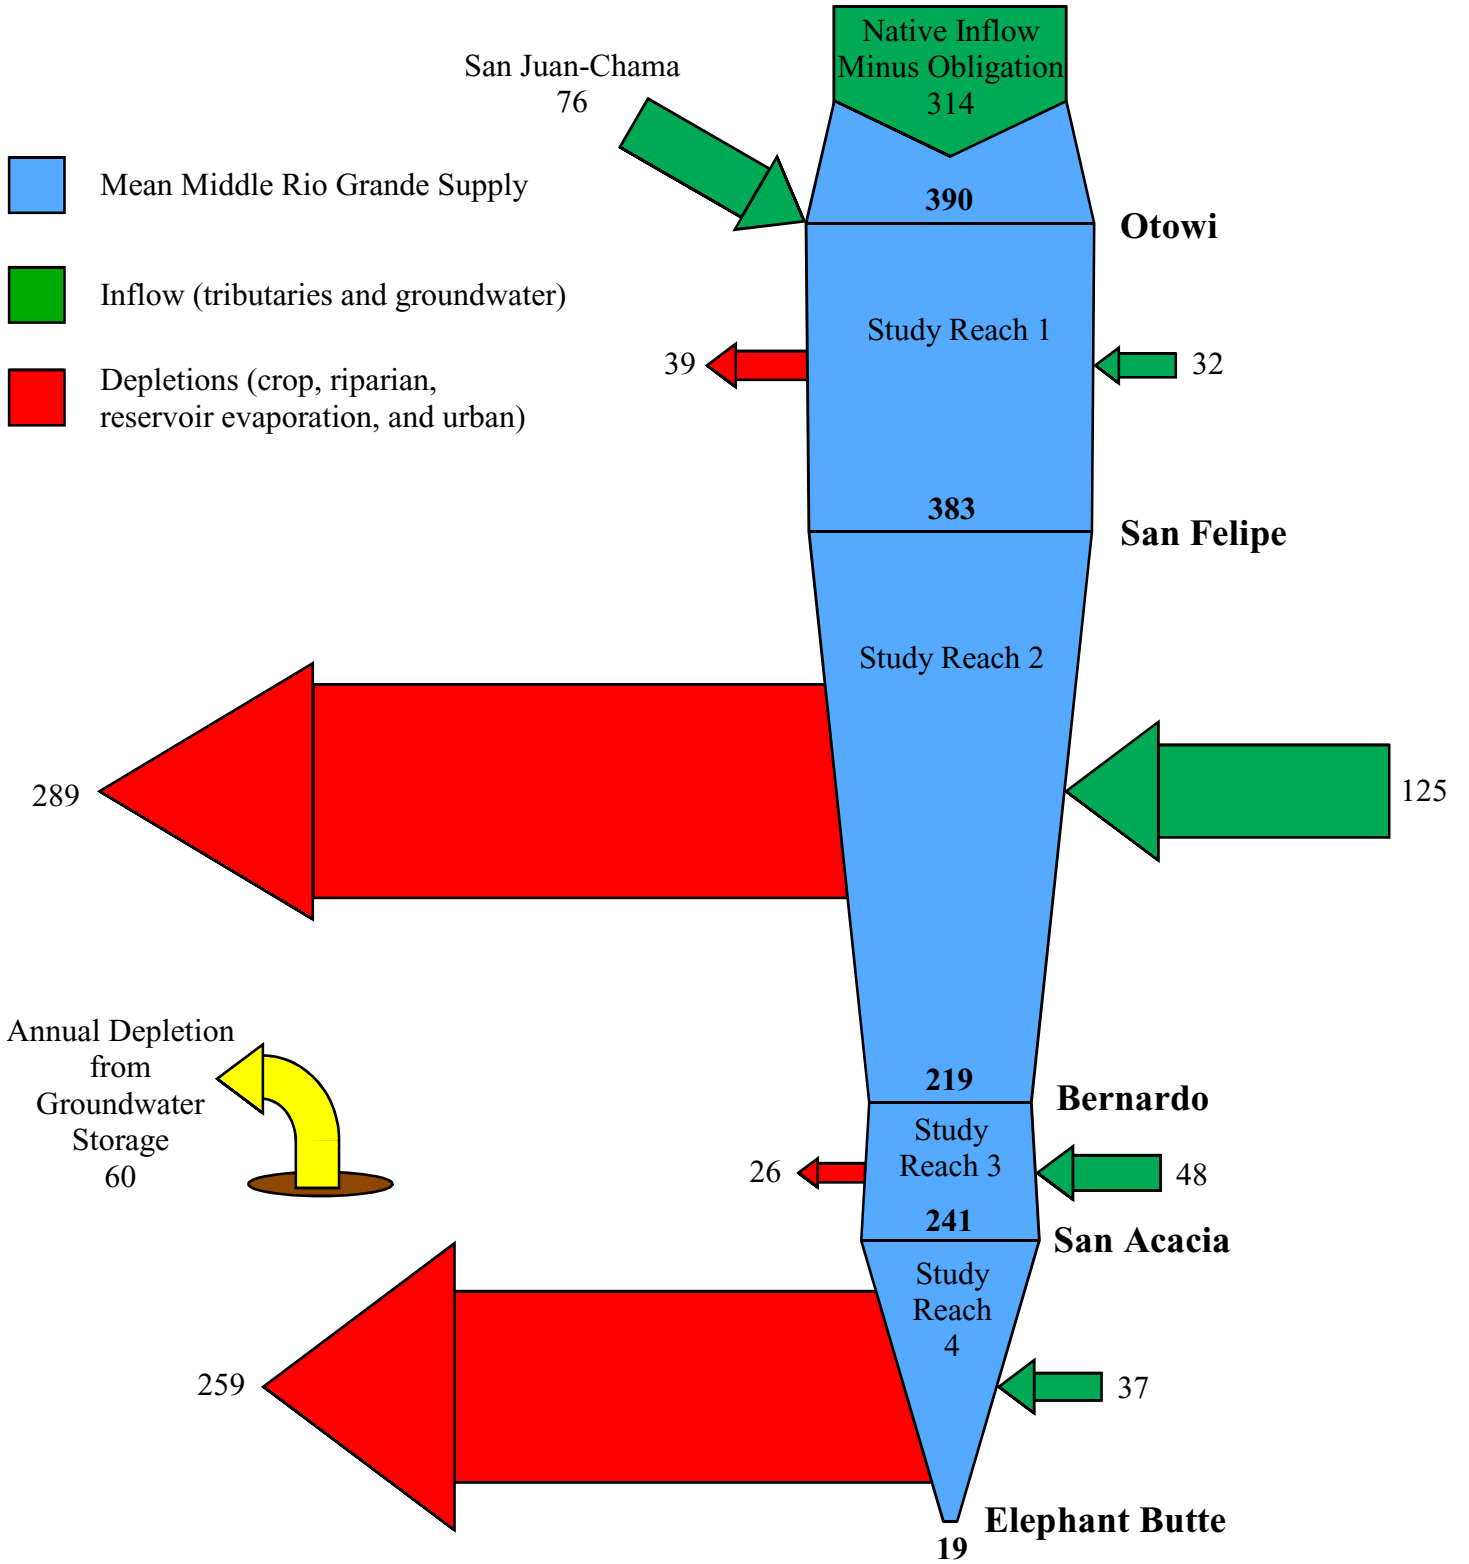 Native Inflow
Minus Obligation
314
San Juan-Chama
76
Mean Middle Rio Grande Supply
390
Otowi
Inflow (tributaries and groundwater)
Study Reach 1
39
32
Depletions (crop, riparian,
reservoir evaporation, and urban)
383
San Felipe
Study Reach 2
289
125
Annual Depletion
from
Groundwater
Storage
60
219
Bernardo
Study
Reach 3
26
48
241
San Acacia
Study
Reach
4
259
37
Elephant Butte
19